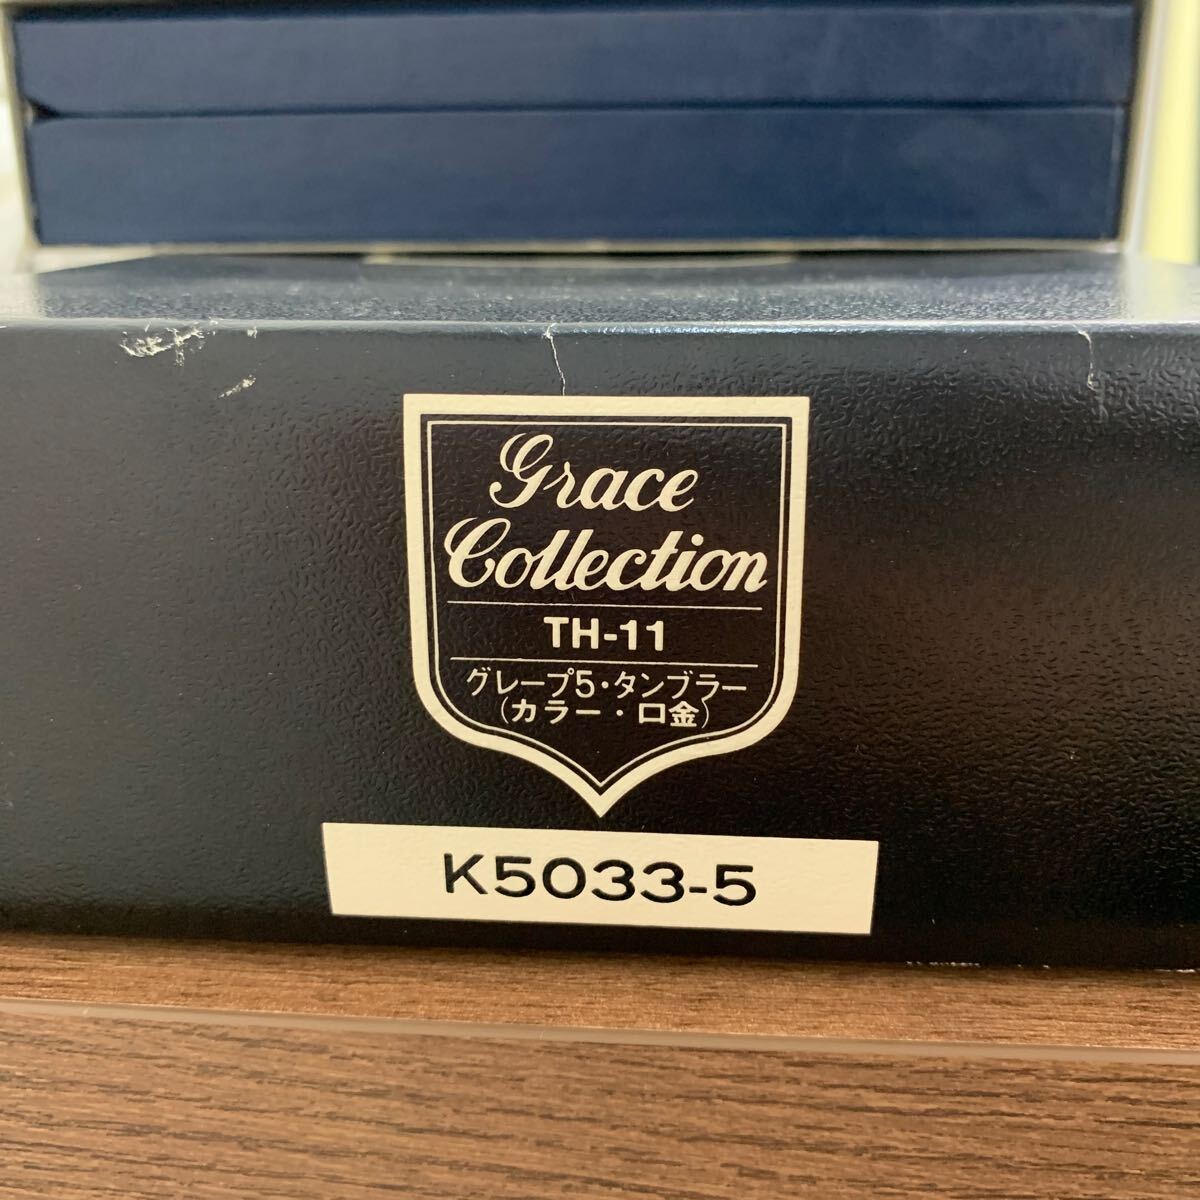 Grace
Collection
TH-11
グレープ5・タンブラー
(カラー・口金)
K5033-5